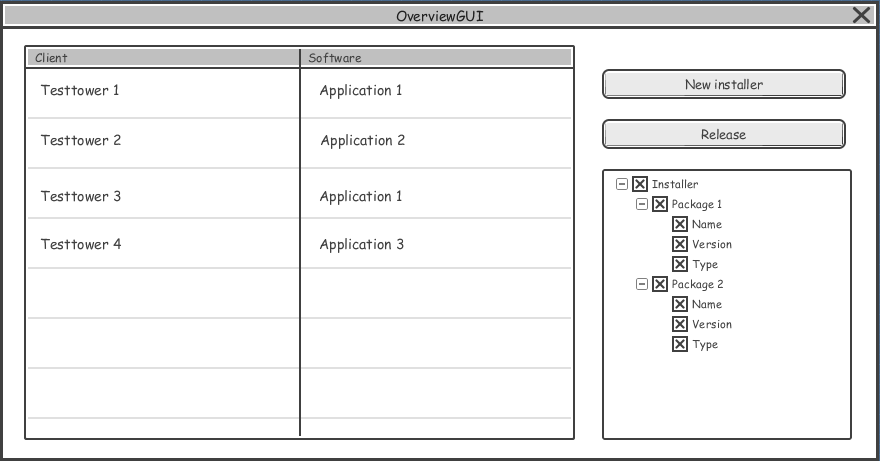 OverviewGUI
Client Software
Testtower 1 Application 1
Testtower 2 Application 2
Testtower 3 Application 1
Testtower 4 Application 3
New installer
Release
Installer
Package 1
Name
Version
Type
Package 2
Name
Version
Type